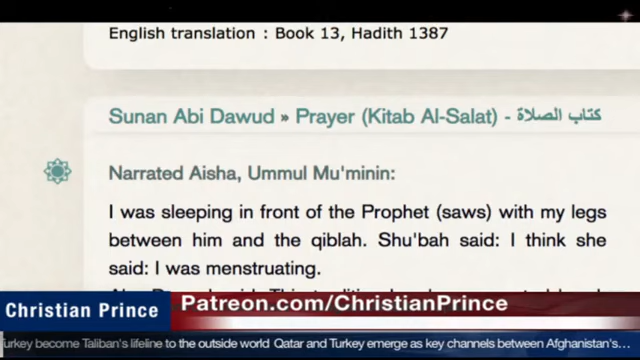 English translation : Book 13, Hadith 1387
Sunan Abi Dawud » Prayer (Kitab Al-Salat) - كتاب الصلاة
Narrated Aisha, Ummul Mu'minin:
I was sleeping in front of the Prophet (saws) with my legs
between him and the qiblah. Shu'bah said: I think she
said: I was menstruating.
Christian Prince
Patreon.com/ChristianPrince
Turkey become Taliban's lifeline to the outside world Qatar and Turkey emerge as key channels between Afghanistan's...